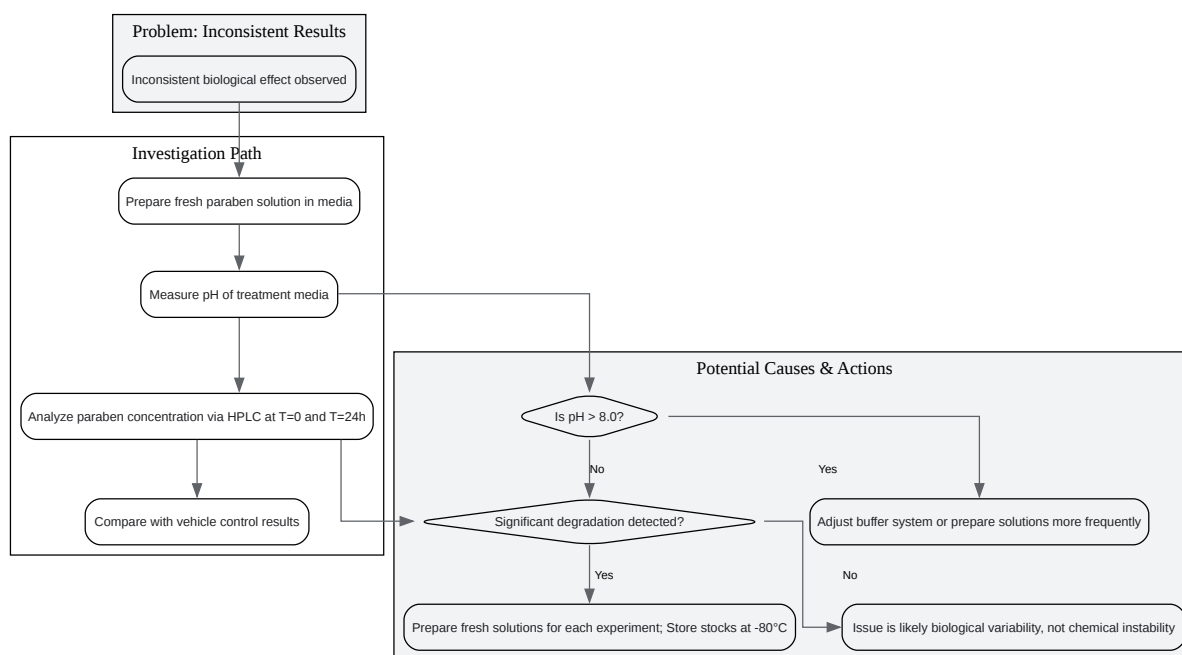 Problem: Inconsistent Results
Inconsistent biological effect observed
Investigation Path
Prepare fresh paraben solution in media
Measure pH of treatment media
Analyze paraben concentration via HPLC at T=0 and T=24h
Compare with vehicle control results
Potential Causes & Actions
Is pH > 8.0?
No
Yes
Significant degradation detected?
Adjust buffer system or prepare solutions more frequently
Yes
No
Prepare fresh solutions for each experiment; Store stocks at -80°C
Issue is likely biological variability, not chemical instability